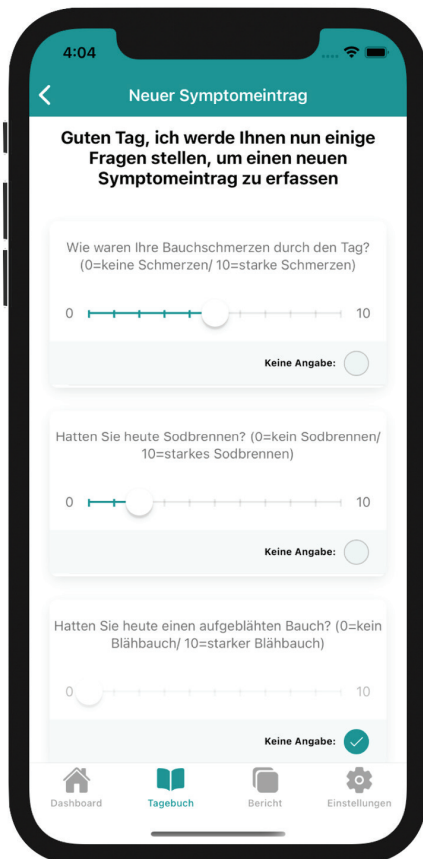 4:04
Neuer Symptomeintrag
Guten Tag, ich werde Ihnen nun einige
Fragen stellen, um einen neuen
Symptomeintrag zu erfassen
Wie waren Ihre Bauchschmerzen durch den Tag?
(0=keine Schmerzen/ 10=starke Schmerzen)
0 10
Keine Angabe:
Hatten Sie heute Sodbrennen? (0=kein Sodbrennen/
10=starkes Sodbrennen)
0 10
Keine Angabe:
Hatten Sie heute einen aufgeblähten Bauch? (0=kein
Blähbauch/ 10=starker Blähbauch)
0 10
Keine Angabe:
Dashboard Tagebuch Bericht Einstellungen